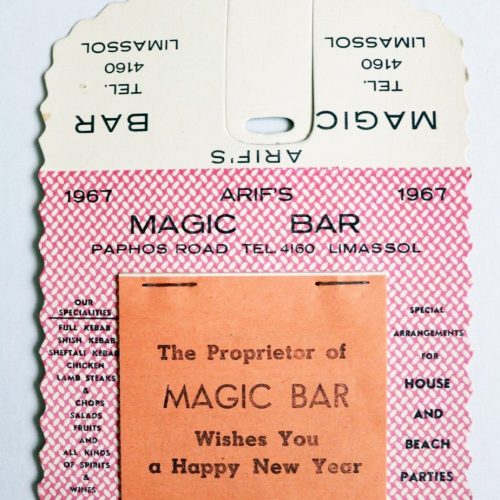 ARIF'S
MAGIC BAR
TEL. TEL.
4160 4160
LIMASSOL LIMASSOL
1967 ARIF'S 1967
MAGIC BAR
PAPHOS ROAD TEL. 4160 LIMASSOL
OUR
SPECIALITIES
FULL KEBAB
SHISH KEBAB
SHEFTALI KEBAB
CHICKEN
LAMB STEAKS
&
CHOPS
SALADS
FRUITS
AND
ALL KINDS
OF SPIRITS
&
WINES
The Proprietor of
MAGIC BAR
Wishes You
a Happy New Year
SPECIAL
ARRANGEMENTS
FOR
HOUSE
AND
BEACH
PARTIES